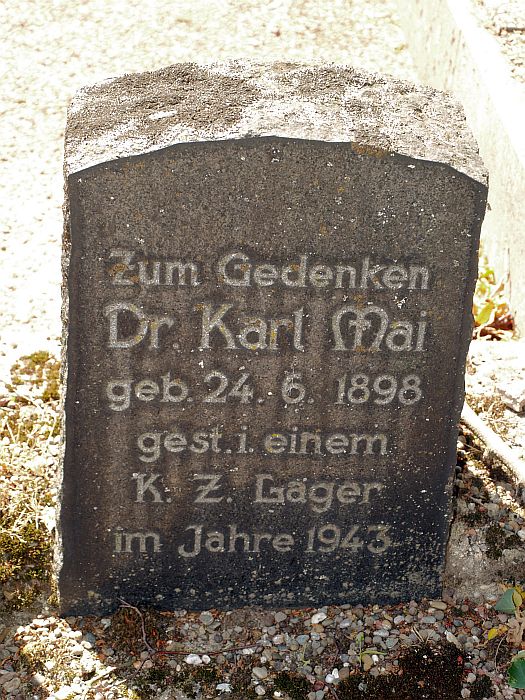 Zum Gedenken
Dr. Karl Mai
geb. 24. 6. 1898
gest. i. einem
K. Z. Lager
im Jahre 1943